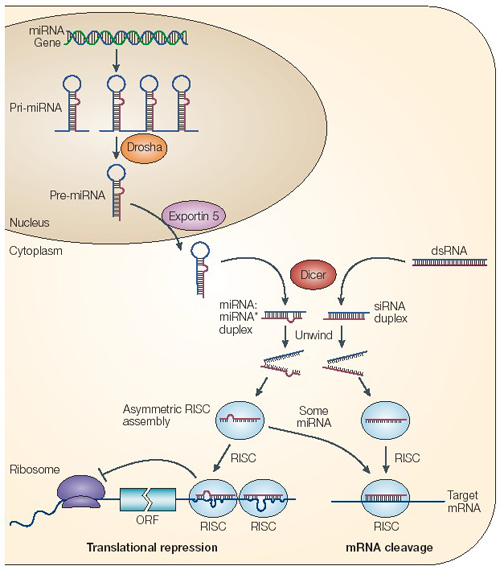 miRNA
Gene
Pri-miRNA
Drosha
Pre-miRNA
Exportin 5
Nucleus
Cytoplasm
dsRNA
Dicer
miRNA:
miRNA*
duplex
siRNA
duplex
Unwind
Asymmetric RISC
assembly
Some
miRNA
RISC
RISC
Ribosome
ORF
RISC
RISC
RISC
Target
mRNA
Translational repression
mRNA cleavage